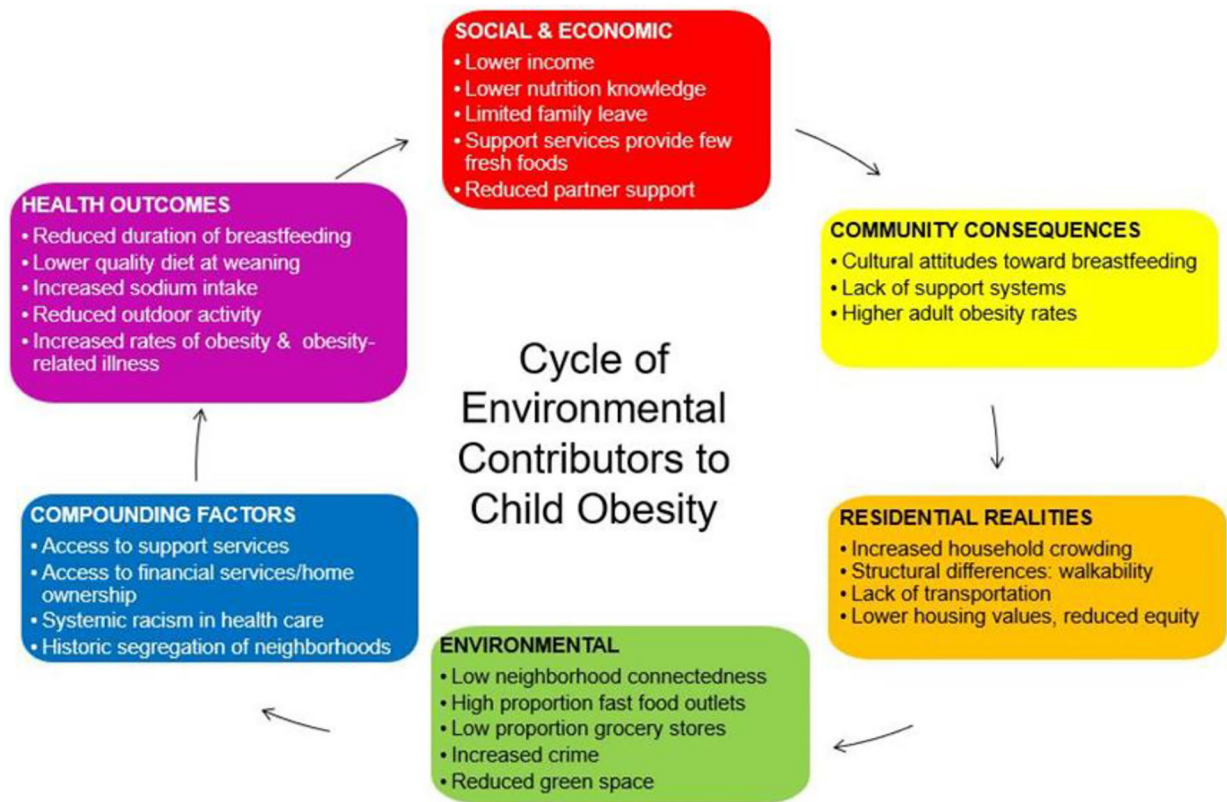 SOCIAL & ECONOMIC
• Lower income
• Lower nutrition knowledge
• Limited family leave
• Support services provide few
fresh foods
• Reduced partner support
COMMUNITY CONSEQUENCES
• Cultural attitudes toward breastfeeding
• Lack of support systems
• Higher adult obesity rates
RESIDENTIAL REALITIES
• Increased household crowding
• Structural differences: walkability
• Lack of transportation
• Lower housing values, reduced equity
ENVIRONMENTAL
• Low neighborhood connectedness
• High proportion fast food outlets
• Low proportion grocery stores
• Increased crime
• Reduced green space
COMPOUNDING FACTORS
• Access to support services
• Access to financial services/home
ownership
• Systemic racism in health care
• Historic segregation of neighborhoods
HEALTH OUTCOMES
• Reduced duration of breastfeeding
• Lower quality diet at weaning
• Increased sodium intake
• Reduced outdoor activity
• Increased rates of obesity & obesity-
related illness
Cycle of
Environmental
Contributors to
Child Obesity